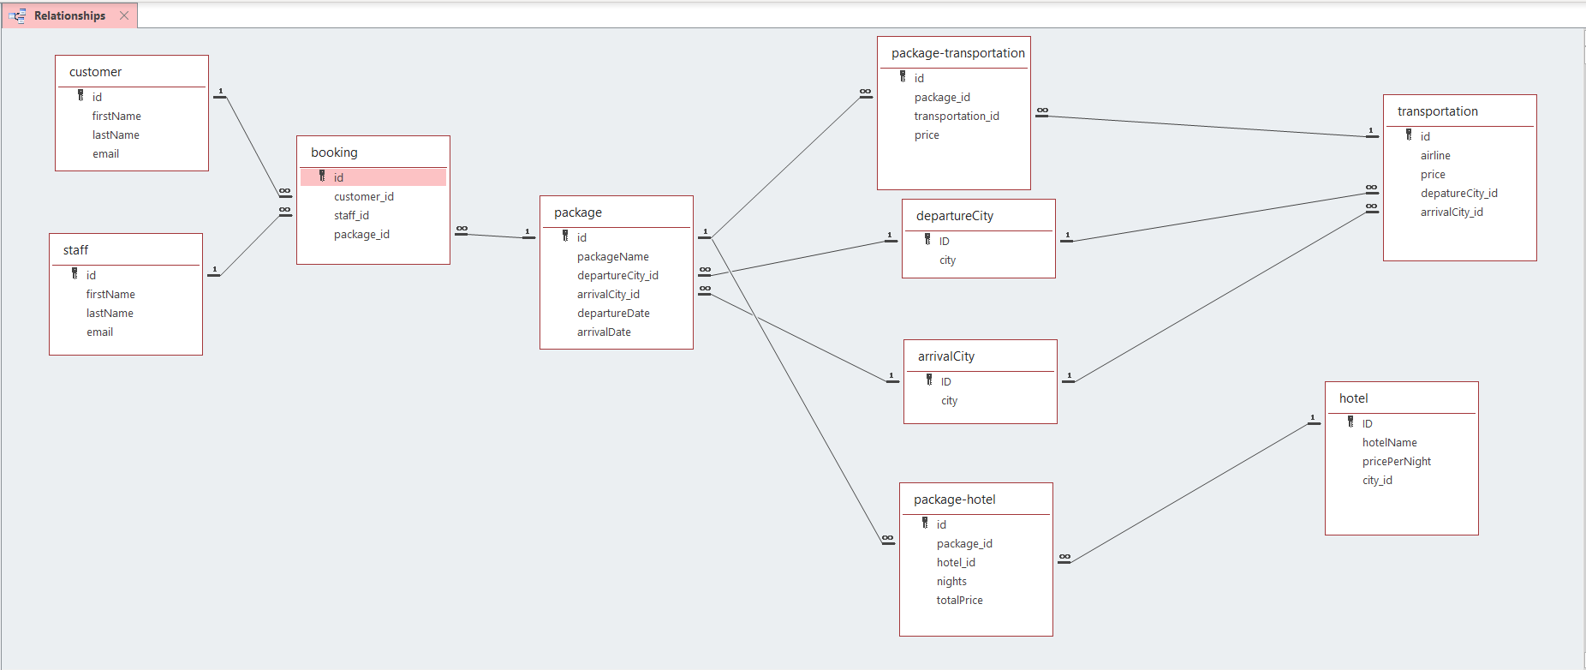 Relationships
customer
id
firstName
lastName
email
1
∞
staff
id
firstName
lastName
email
1
∞
booking
id
customer_id
staff_id
package_id
∞
1
package
id
packageName
departureCity_id
arrivalCity_id
departureDate
arrivalDate
1
∞
∞
∞
package-transportation
id
package_id
transportation_id
price
∞
1
departureCity
ID
city
1
1
arrivalCity
ID
city
1
1
∞
package-hotel
id
package_id
hotel_id
nights
totalPrice
∞
transportation
id
airline
price
depatureCity_id
arrivalCity_id
1
∞
∞
hotel
ID
hotelName
pricePerNight
city_id
1